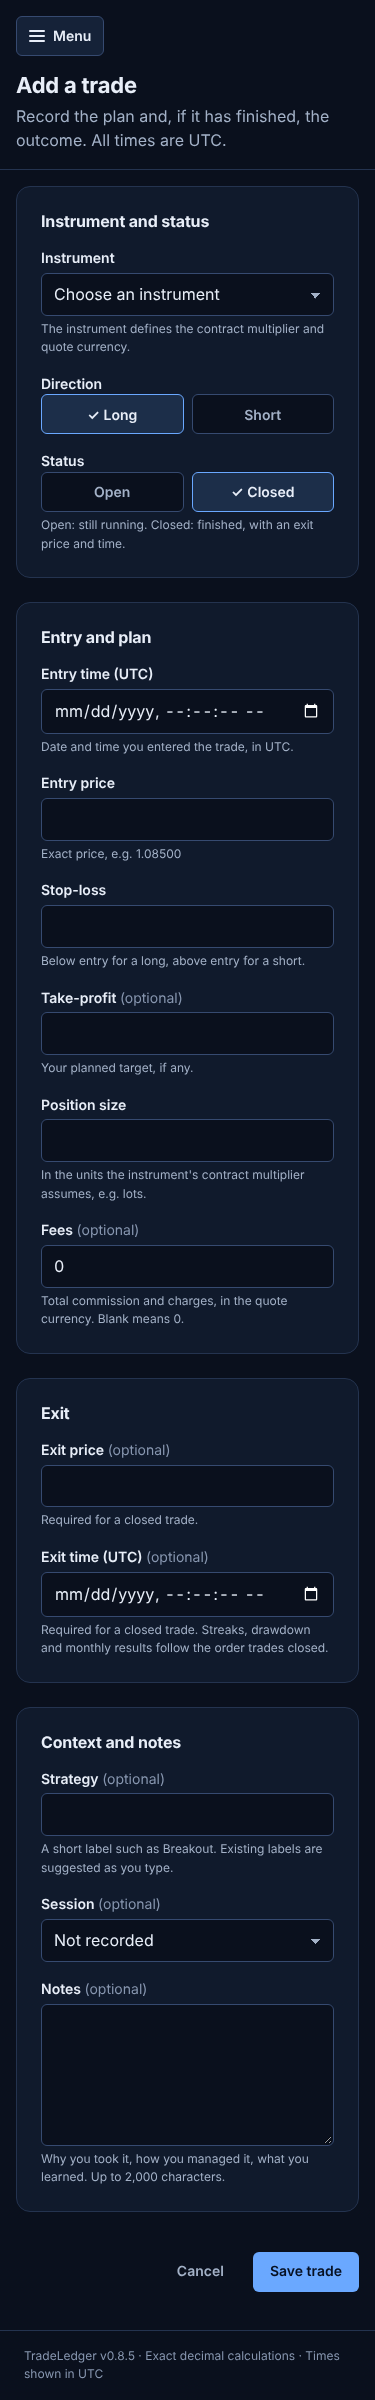 Menu
Add a trade
Record the plan and, if it has finished, the
outcome. All times are UTC.
Instrument and status
Instrument
Choose an instrument
The instrument defines the contract multiplier and
quote currency.
Direction
✓ Long
Short
Status
Open
✓ Closed
Open: still running. Closed: finished, with an exit
price and time.
Entry and plan
Entry time (UTC)
mm/dd/yyyy, --:--:-- --
Date and time you entered the trade, in UTC.
Entry price
Exact price, e.g. 1.08500
Stop-loss
Below entry for a long, above entry for a short.
Take-profit (optional)
Your planned target, if any.
Position size
In the units the instrument's contract multiplier
assumes, e.g. lots.
Fees (optional)
0
Total commission and charges, in the quote
currency. Blank means 0.
Exit
Exit price (optional)
Required for a closed trade.
Exit time (UTC) (optional)
mm/dd/yyyy, --:--:-- --
Required for a closed trade. Streaks, drawdown
and monthly results follow the order trades closed.
Context and notes
Strategy (optional)
A short label such as Breakout. Existing labels are
suggested as you type.
Session (optional)
Not recorded
Notes (optional)
Why you took it, how you managed it, what you
learned. Up to 2,000 characters.
Cancel
Save trade
TradeLedger v0.8.5 · Exact decimal calculations · Times
shown in UTC